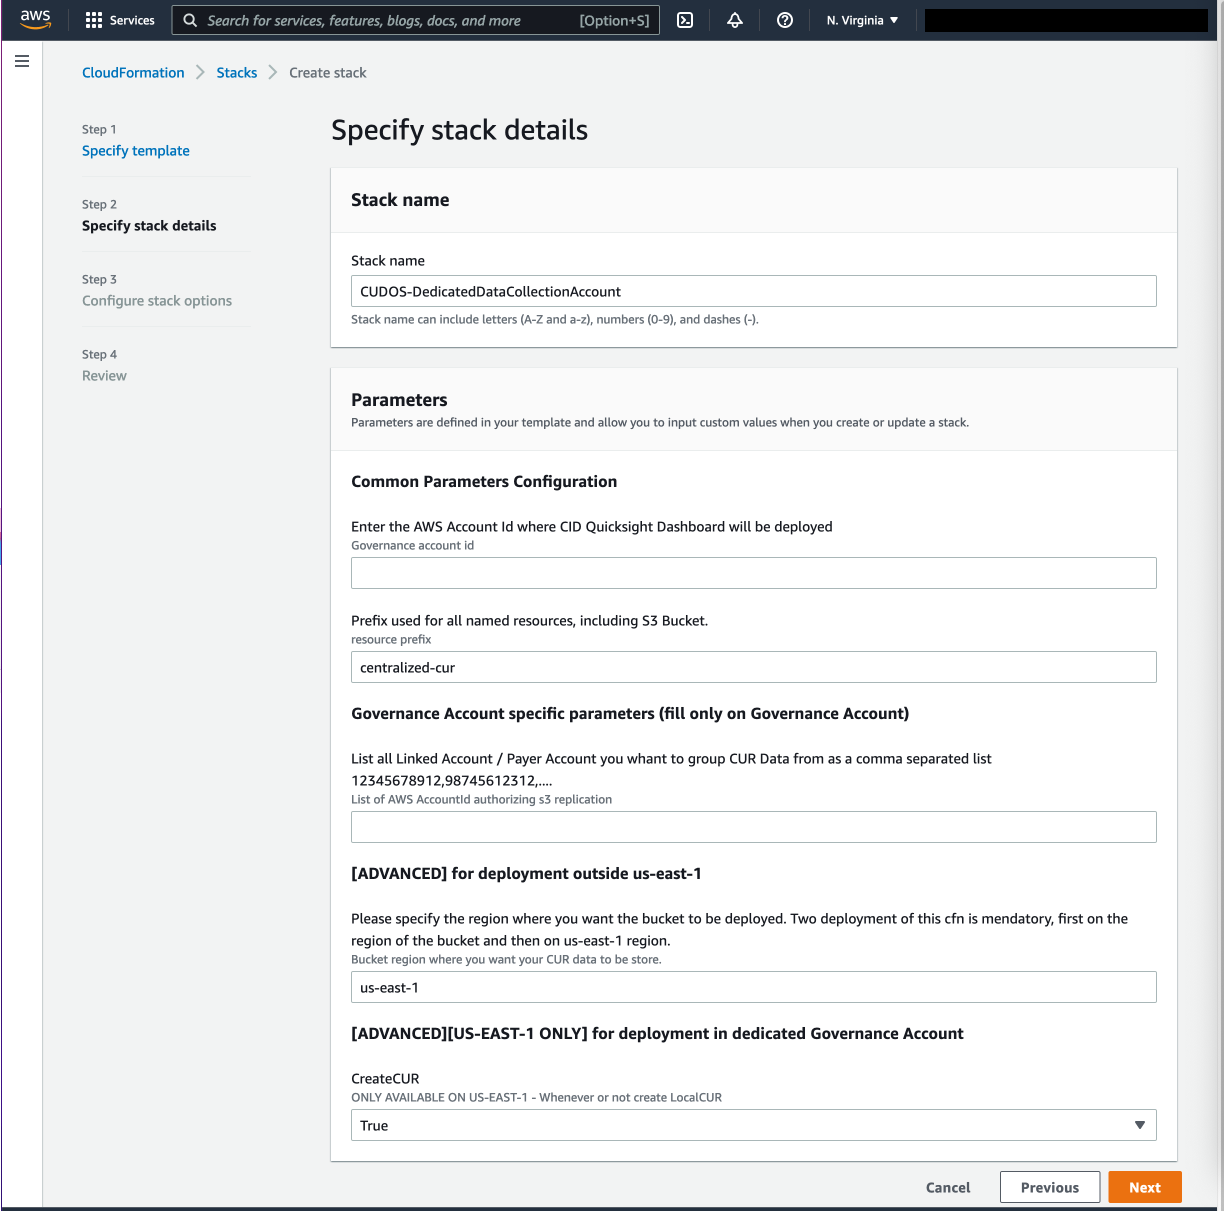 aws
Services
Search for services, features, blogs, docs, and more
[Option+S]
N. Virginia
CloudFormation
Stacks
Create stack
Step 1
Specify template
Step 2
Specify stack details
Step 3
Configure stack options
Step 4
Review
Specify stack details
Stack name
Stack name
CUDOS-DedicatedDataCollectionAccount
Stack name can include letters (A-Z and a-z), numbers (0-9), and dashes (-).
Parameters
Parameters are defined in your template and allow you to input custom values when you create or update a stack.
Common Parameters Configuration
Enter the AWS Account Id where CID Quicksight Dashboard will be deployed
Governance account id
Prefix used for all named resources, including S3 Bucket.
resource prefix
centralized-cur
Governance Account specific parameters (fill only on Governance Account)
List all Linked Account / Payer Account you whant to group CUR Data from as a comma separated list
12345678912,98745612312,....
List of AWS AccountId authorizing s3 replication
[ADVANCED] for deployment outside us-east-1
Please specify the region where you want the bucket to be deployed. Two deployment of this cfn is mendatory, first on the
region of the bucket and then on us-east-1 region.
Bucket region where you want your CUR data to be store.
us-east-1
[ADVANCED][US-EAST-1 ONLY] for deployment in dedicated Governance Account
CreateCUR
ONLY AVAILABLE ON US-EAST-1 - Whenever or not create LocalCUR
True
Cancel
Previous
Next